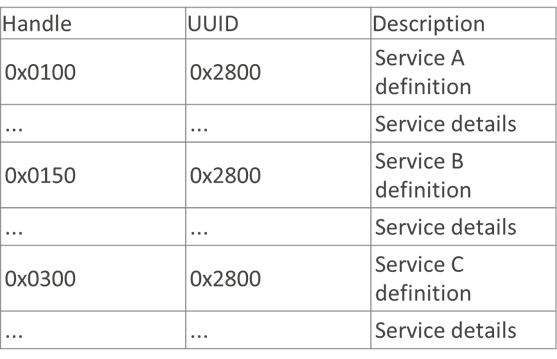 Handle UUID Description
0x0100 0x2800 Service A
definition
... ... Service details
0x0150 0x2800 Service B
definition
... ... Service details
0x0300 0x2800 Service C
definition
... ... Service details